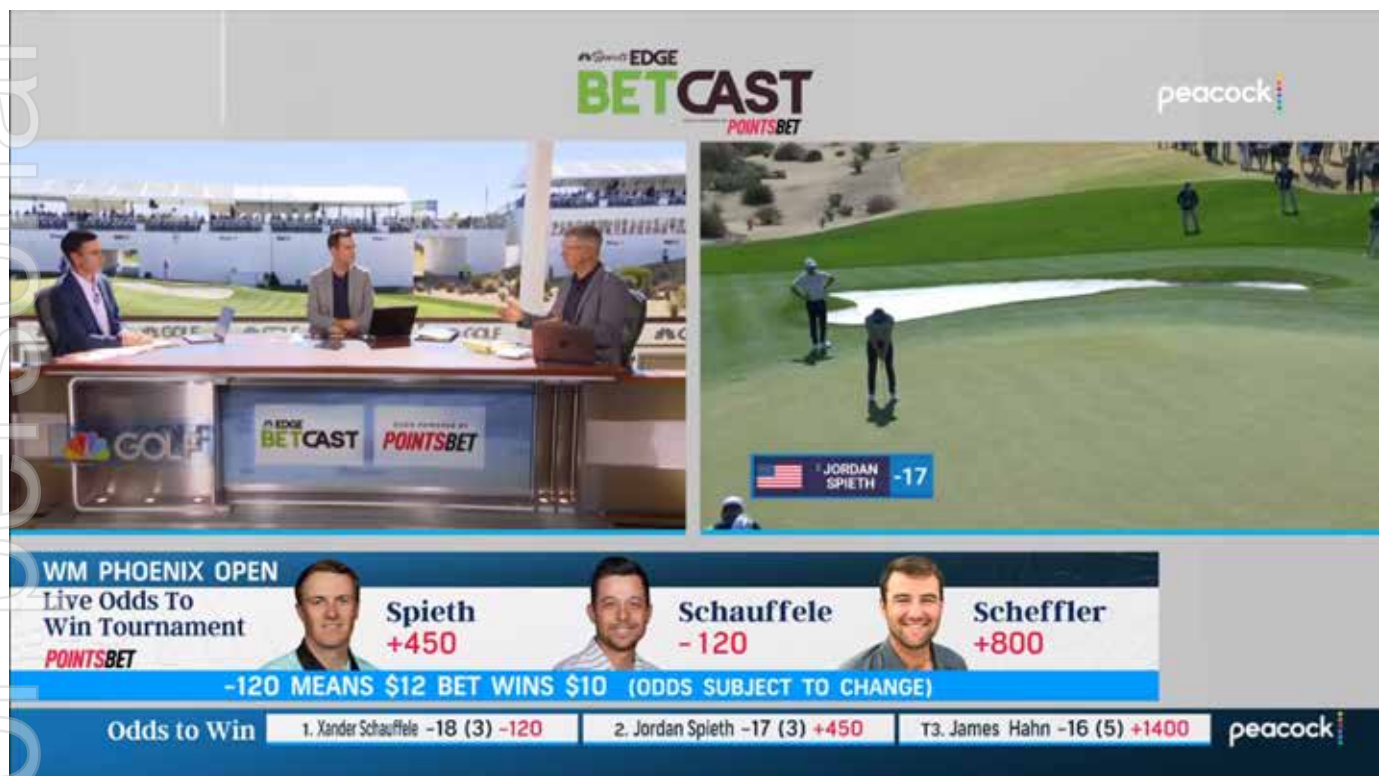 EDGE
BETCAST
POINTSBET
peacock
GOLF
GOLF
GOLF
EDGE
BETCAST
POINTSBET
JORDAN
SPIETH
-17
WM PHOENIX OPEN
Live Odds To
Win Tournament
POINTSBET
Spieth
+450
Schauffele
-120
Scheffler
+800
-120 MEANS $12 BET WINS $10 (ODDS SUBJECT TO CHANGE)
Odds to Win
1. Xander Schauffele -18 (3) -120
2. Jordan Spieth -17 (3) +450
T3. James Hahn -16 (5) +1400
peacock